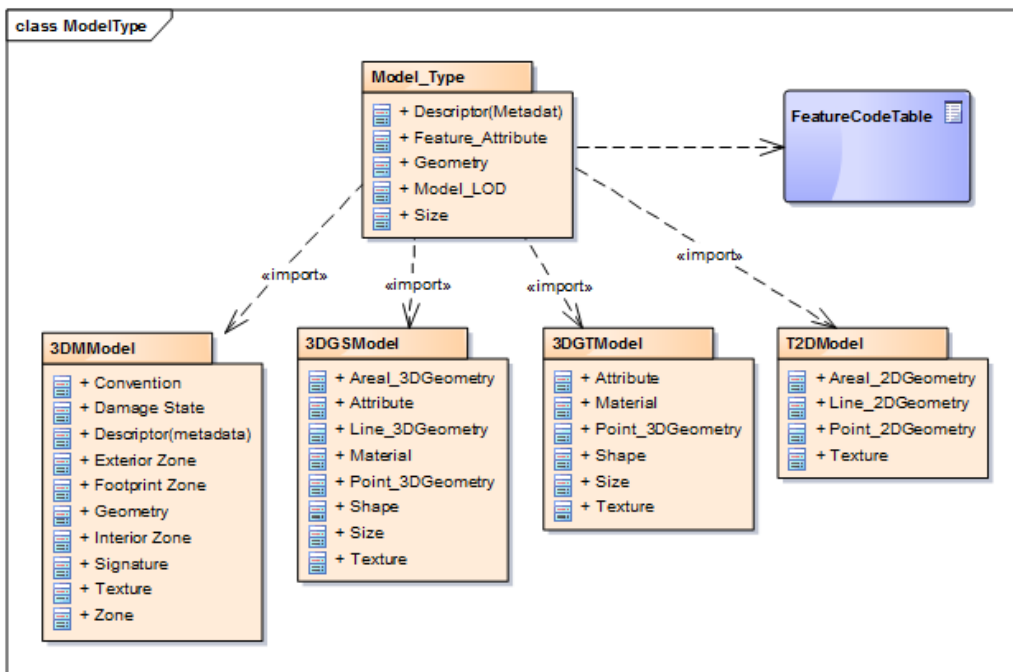 class ModelType
Model_Type
+ Descriptor(Metadat)
+ Feature_Attribute
+ Geometry
+ Model_LOD
+ Size
FeatureCodeTable
«import»
«import»
«import»
«import»
3DMModel
+ Convention
+ Damage State
+ Descriptor(metadata)
+ Exterior Zone
+ Footprint Zone
+ Geometry
+ Interior Zone
+ Signature
+ Texture
+ Zone
3DGSModel
+ Areal_3DGeometry
+ Attribute
+ Line_3DGeometry
+ Material
+ Point_3DGeometry
+ Shape
+ Size
+ Texture
3DGTModel
+ Attribute
+ Material
+ Point_3DGeometry
+ Shape
+ Size
+ Texture
T2DModel
+ Areal_2DGeometry
+ Line_2DGeometry
+ Point_2DGeometry
+ Texture